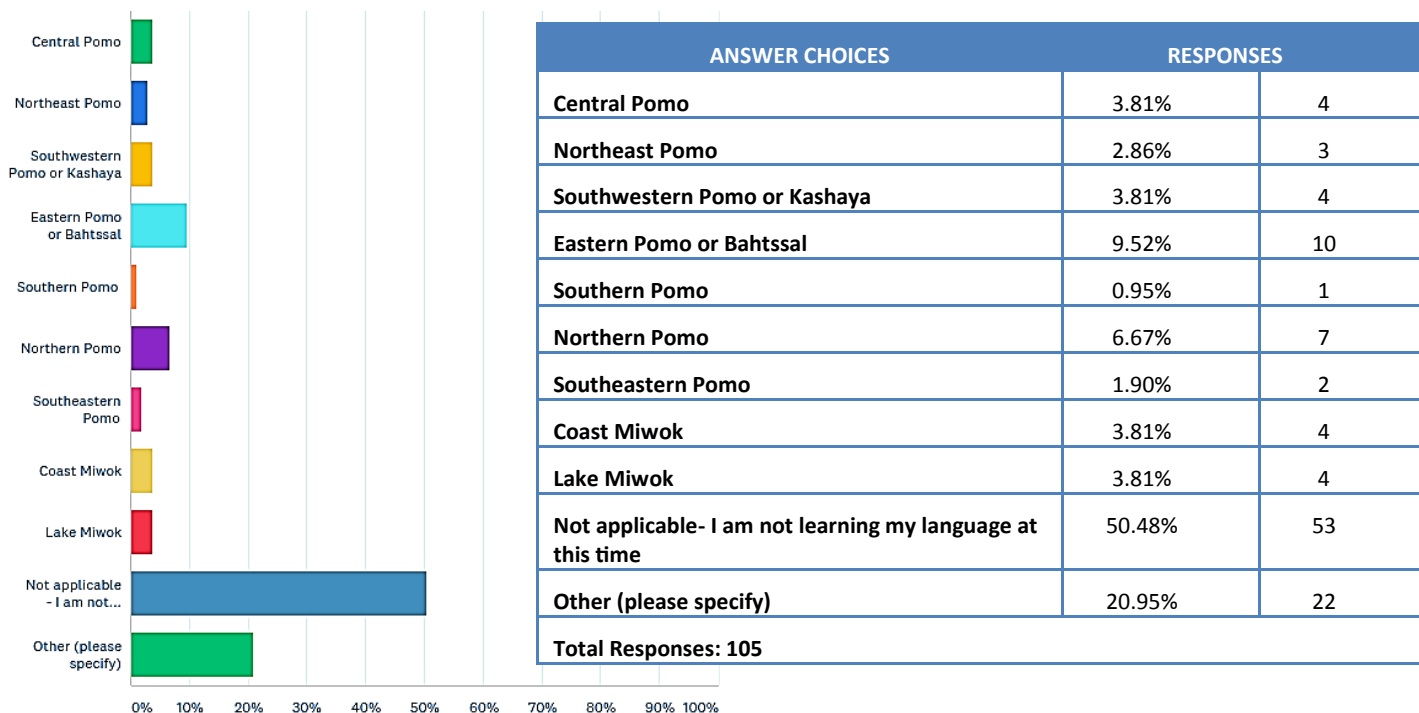 Central Pomo
Northeast Pomo
Southwestern
Pomo or Kashaya
Eastern Pomo
or Bahtssal
Southern Pomo
Northern Pomo
Southeastern
Pomo
Coast Miwok
Lake Miwok
Not applicable
- I am not...
Other (please
specify)
0% 10% 20% 30% 40% 50% 60% 70% 80% 90% 100%
ANSWER CHOICES RESPONSES
Central Pomo 3.81% 4
Northeast Pomo 2.86% 3
Southwestern Pomo or Kashaya 3.81% 4
Eastern Pomo or Bahtssal 9.52% 10
Southern Pomo 0.95% 1
Northern Pomo 6.67% 7
Southeastern Pomo 1.90% 2
Coast Miwok 3.81% 4
Lake Miwok 3.81% 4
Not applicable- I am not learning my language at 50.48% 53
this time
Other (please specify) 20.95% 22
Total Responses: 105